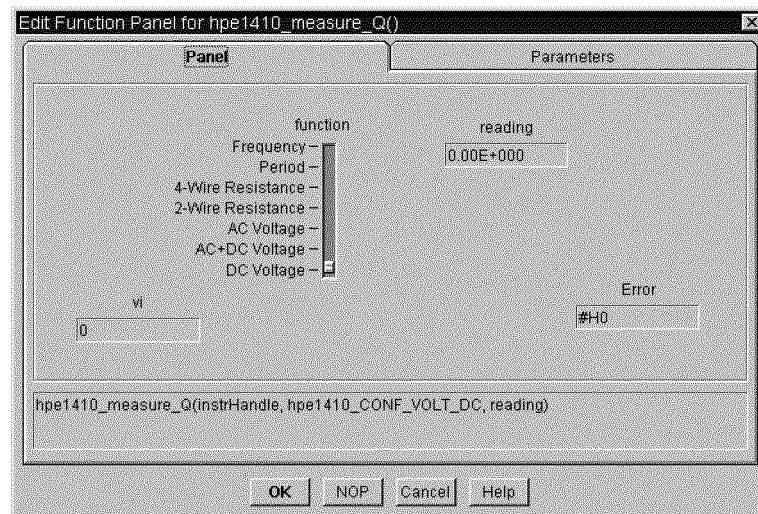 Edit Function Panel for hpe1410_measure_Q()
Panel
Parameters
function
Frequency
Period
4-Wire Resistance
2-Wire Resistance
AC Voltage
AC+DC Voltage
DC Voltage
reading
0.00E+000
vi
0
Error
#H0
hpe1410_measure_Q(instrHandle, hpe1410_CONF_VOLT_DC, reading)
OK
NOP
Cancel
Help